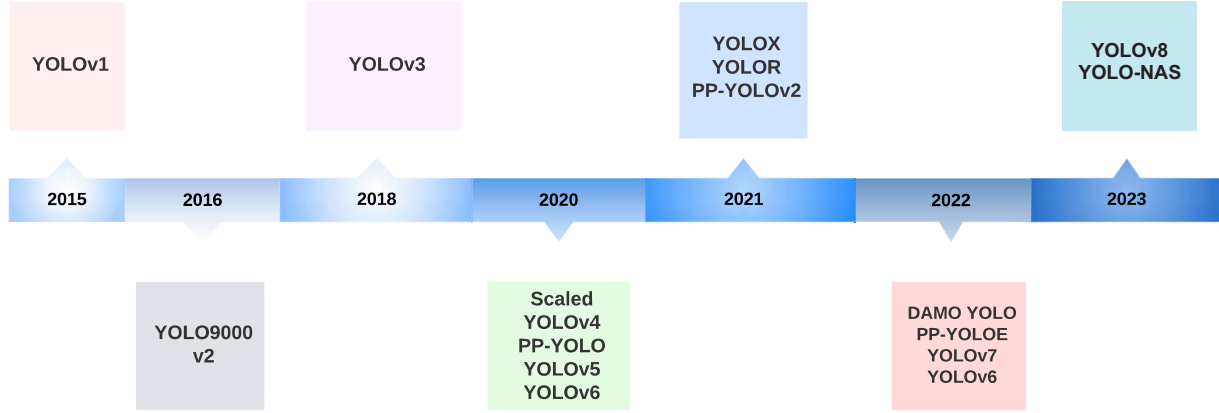 YOLOv1
YOLOv3
YOLOX
YOLOR
PP-YOLOv2
YOLOv8
YOLO-NAS
2015
2016
2018
2020
2021
2022
2023
YOLO9000
v2
Scaled
YOLOv4
PP-YOLO
YOLOv5
YOLOv6
DAMO YOLO
PP-YOLOE
YOLOv7
YOLOv6